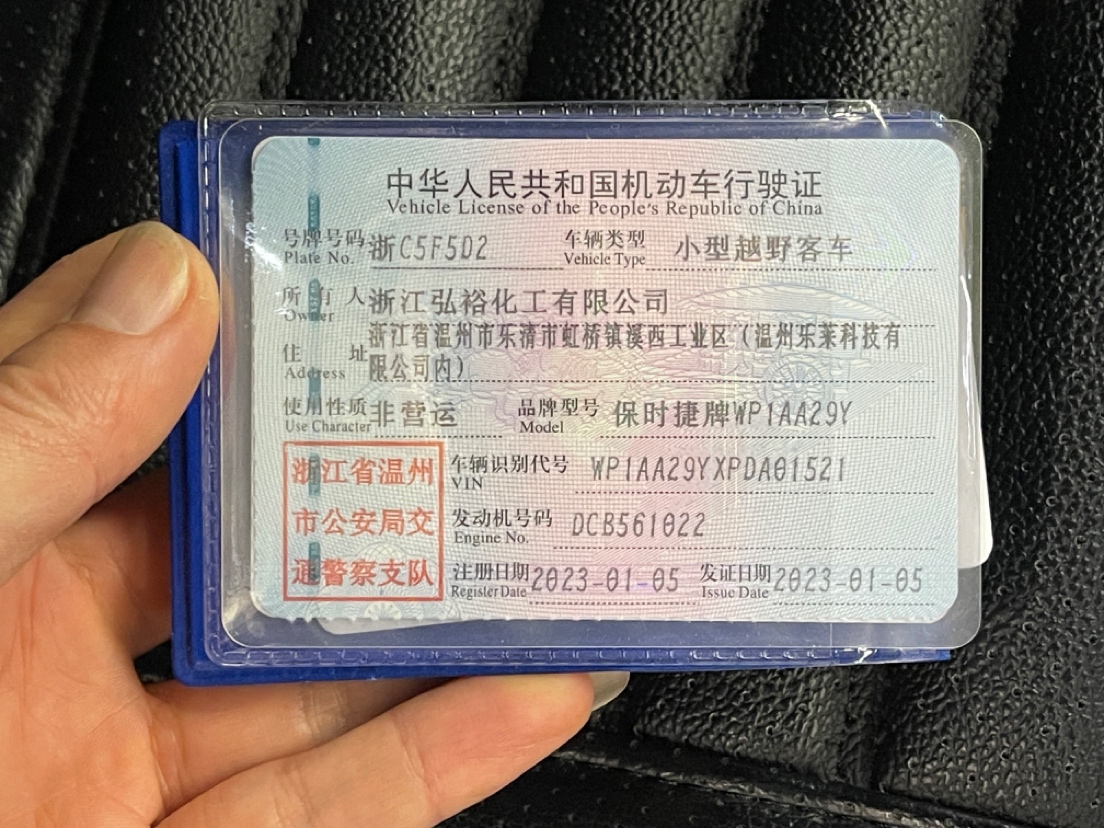 中华人民共和国机动车行驶证
Vehicle License of the People's Republic of China
号牌号码 浙C5F5D2 车辆类型 小型越野客车
Plate No. Vehicle Type
所有人 浙江弘裕化工有限公司
Owner
住址 浙江省温州市乐清市虹桥镇溪西工业区（温州乐莱科技有
Address 限公司内）
使用性质 非营运 品牌型号 保时捷牌WP1AA29Y
Use Character Model
浙江省温州
市公安局交
通警察支队
车辆识别代号 WP1AA29YXPDA01521
VIN
发动机号码 DCB561022
Engine No.
注册日期 2023-01-05 发证日期 2023-01-05
Register Date Issue Date